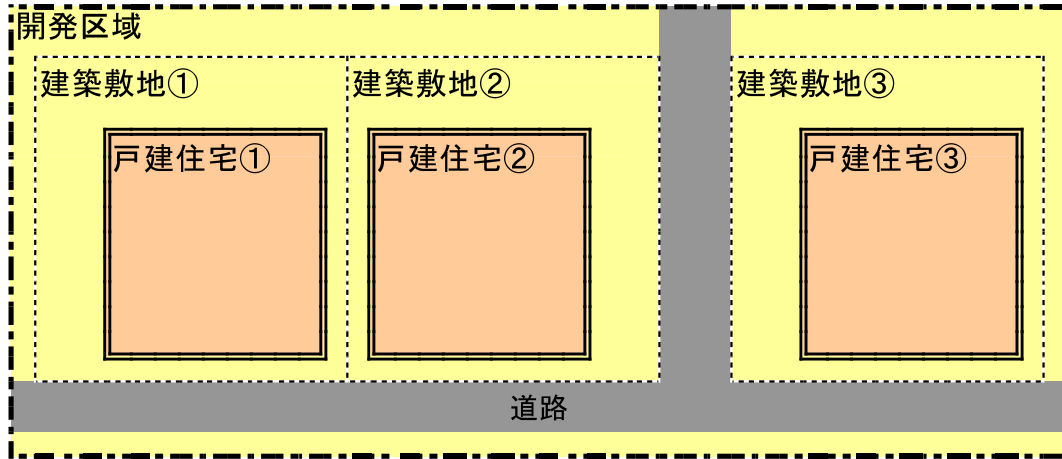 開発区域
建築敷地①
建築敷地②
建築敷地③
戸建住宅①
戸建住宅②
戸建住宅③
道路